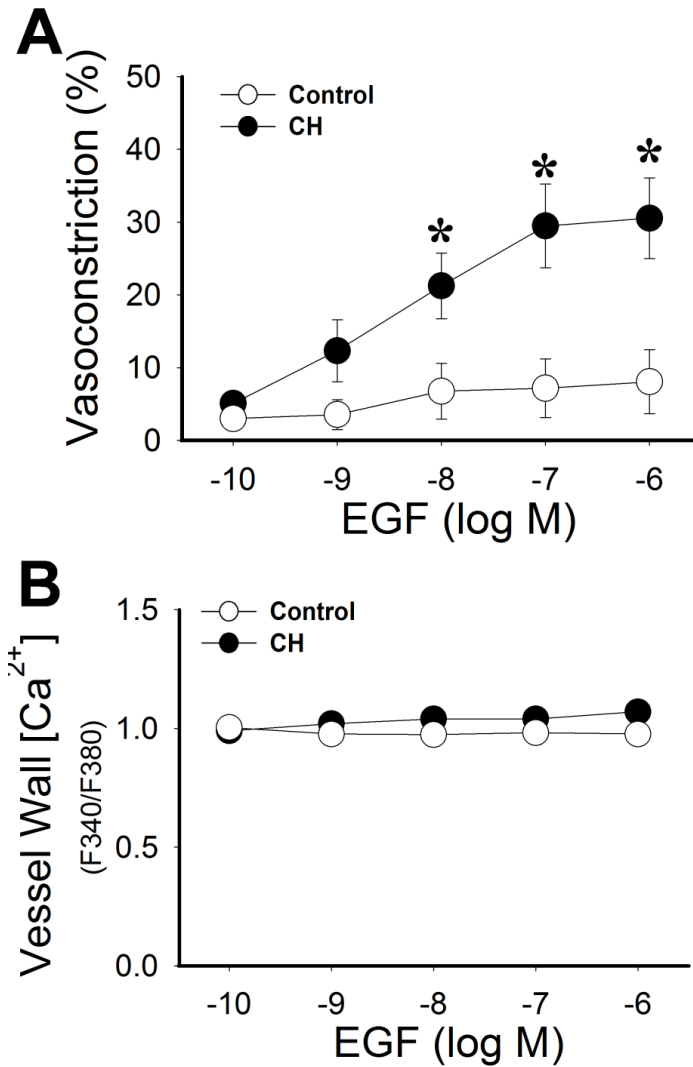 A
Vasoconstriction (%)
50
40
30
20
10
0
Control
CH
*
*
*
-10
-9
-8
-7
-6
EGF (log M)
B
Vessel Wall [Ca2+]
(F340/F380)
1.5
1.0
0.5
0.0
Control
CH
-10
-9
-8
-7
-6
EGF (log M)